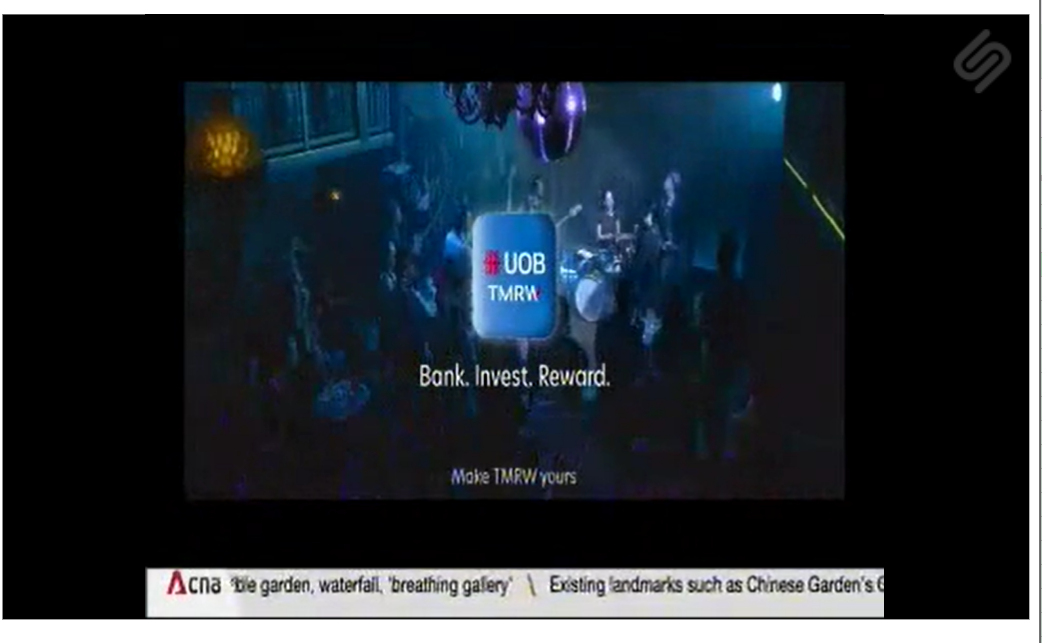 UOB
TMRW
Bank. Invest. Reward.
Make TMRW yours
cna ble garden, waterfall, 'breathing gallery' \ Existing landmarks such as Chinese Garden's